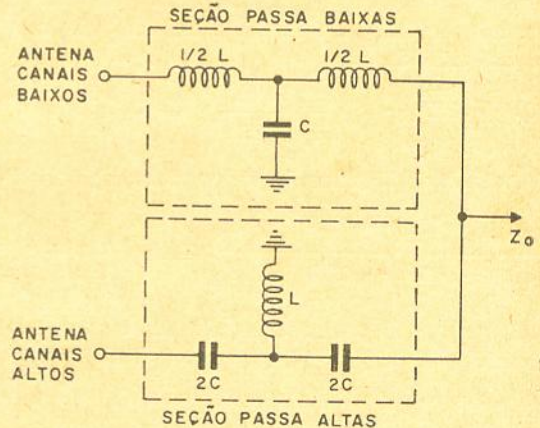 SEÇÃO PASSA BAIXAS
ANTENA
CANAIS
BAIXOS
1/2 L
1/2 L
C
Zo
L
ANTENA
CANAIS
ALTOS
2C
2C
SEÇÃO PASSA ALTAS